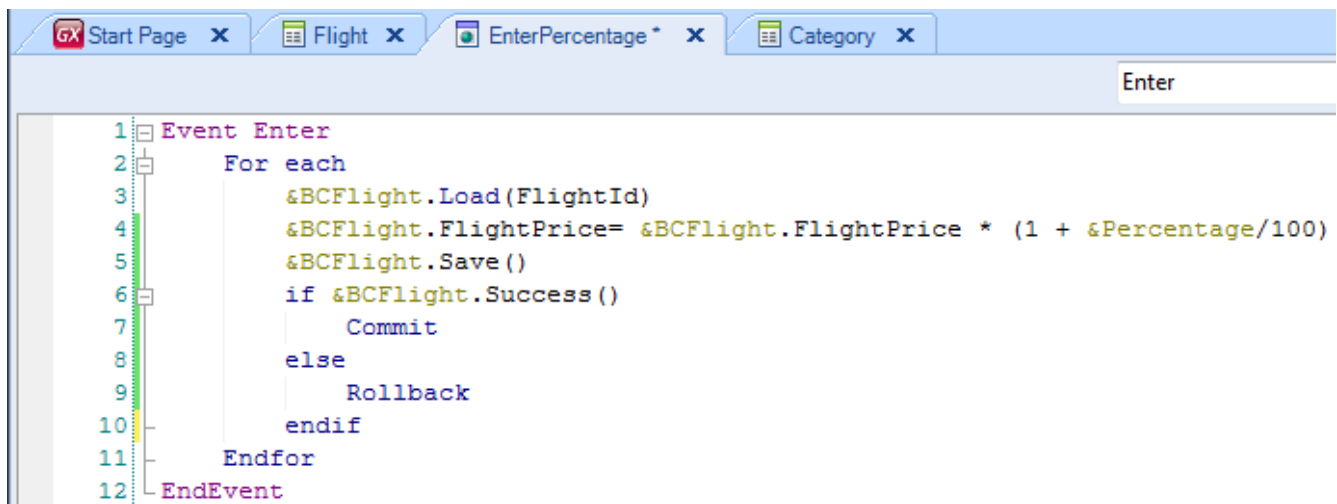 GX Start Page x Flight x EnterPercentage * x Category x
Enter
1 Event Enter
2 For each
3 &BCFlight.Load(FlightId)
4 &BCFlight.FlightPrice= &BCFlight.FlightPrice * (1 + &Percentage/100)
5 &BCFlight.Save()
6 if &BCFlight.Success()
7 Commit
8 else
9 Rollback
10 endif
11 Endfor
12 EndEvent